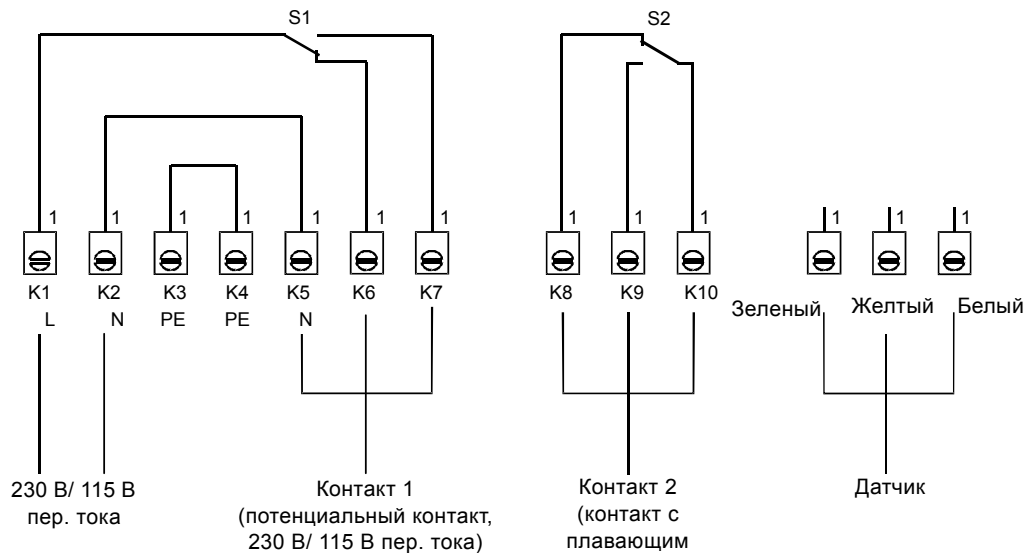 S1 S2
1 1 1 1 1 1 1 1 1 1 1 1 1
K1 K2 K3 K4 K5 K6 K7 K8 K9 K10
Зеленый Желтый Белый
L N PE PE N
230 В/ 115 В
пер. тока
Контакт 1
(потенциальный контакт,
230 В/ 115 В пер. тока)
Контакт 2
(контакт с
плавающим
Датчик